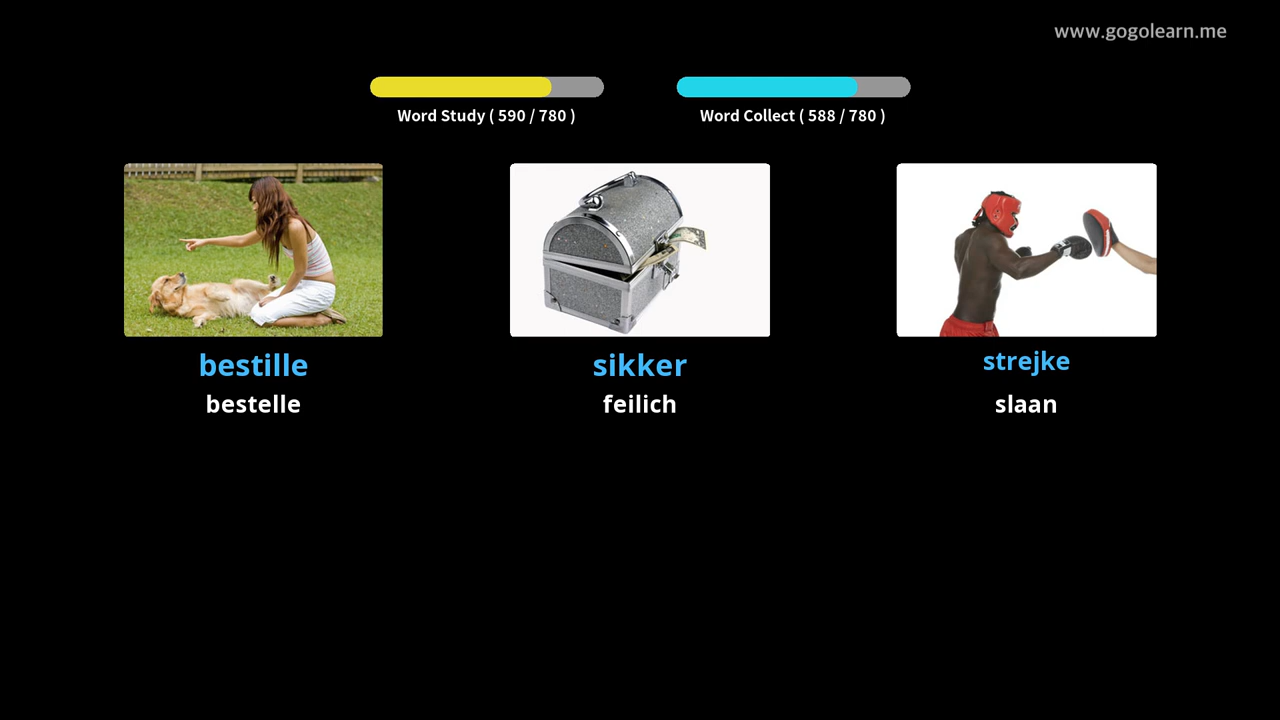 www.gogolearn.me
Word Study ( 590 / 780 )
Word Collect ( 588 / 780 )
bestille
bestelle
sikker
feilich
strejke
slaan